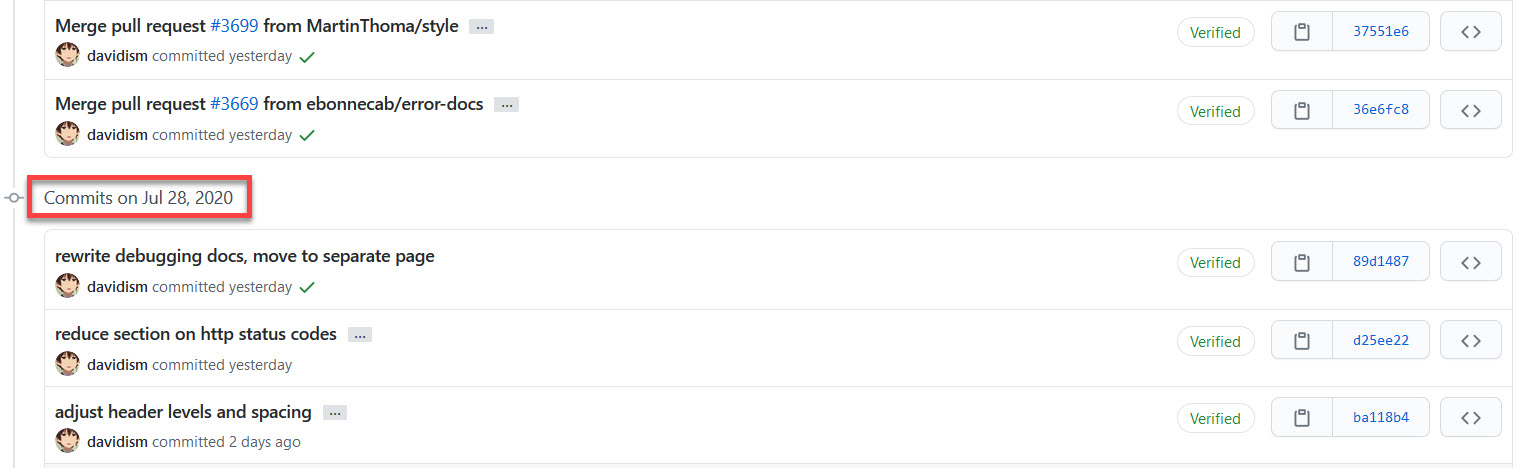 Merge pull request #3699 from MartinThoma/style ...
Verified 37551e6
davidism committed yesterday
Merge pull request #3669 from ebonnecab/error-docs ...
Verified 36e6fc8
davidism committed yesterday
Commits on Jul 28, 2020
rewrite debugging docs, move to separate page
Verified 89d1487
davidism committed yesterday
reduce section on http status codes ...
Verified d25ee22
davidism committed yesterday
adjust header levels and spacing ...
Verified ba118b4
davidism committed 2 days ago